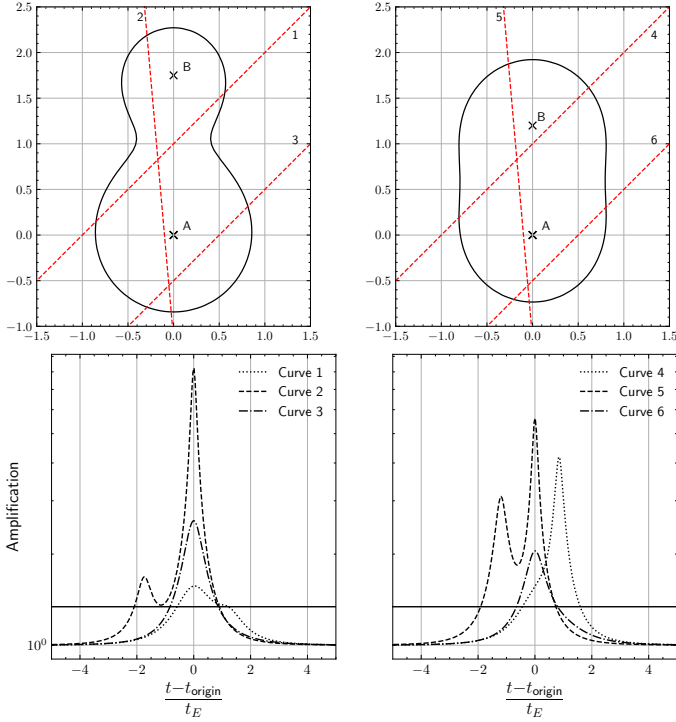 2
1
B
3
A
2.5
2.0
1.5
1.0
0.5
0.0
−0.5
−1.0
−1.5 −1.0 −0.5 0.0 0.5 1.0 1.5
5
4
B
6
A
2.5
2.0
1.5
1.0
0.5
0.0
−0.5
−1.0
−1.5 −1.0 −0.5 0.0 0.5 1.0 1.5
Curve 1
Curve 2
Curve 3
Amplification
10⁰
−4 −2 0 2 4
t−t_origin
t_E
Curve 4
Curve 5
Curve 6
−4 −2 0 2 4
t−t_origin
t_E